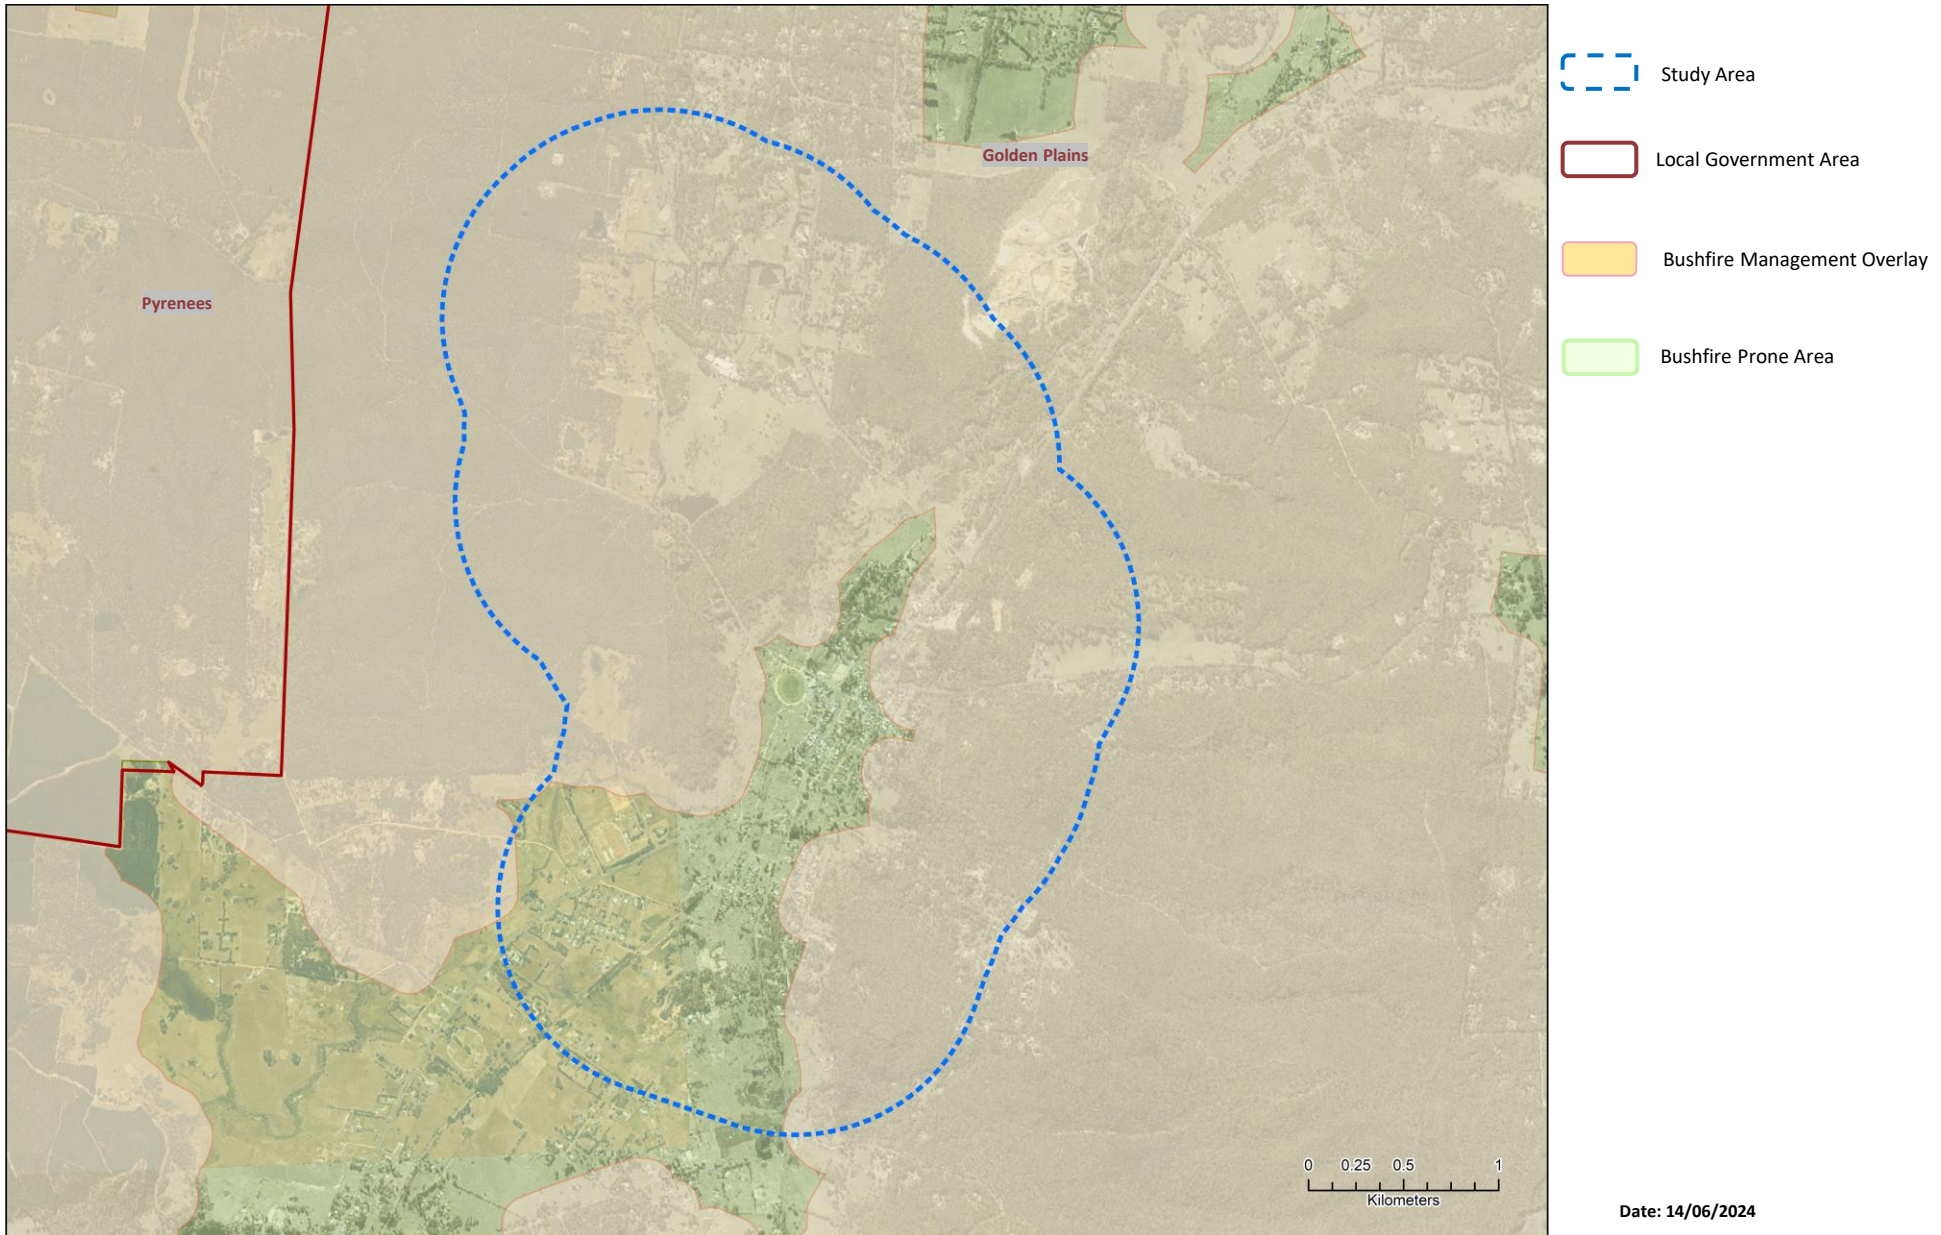 Golden Plains
Pyrenees
Study Area
Local Government Area
Bushfire Management Overlay
Bushfire Prone Area
0 0.25 0.5 1
Kilometers
Date: 14/06/2024